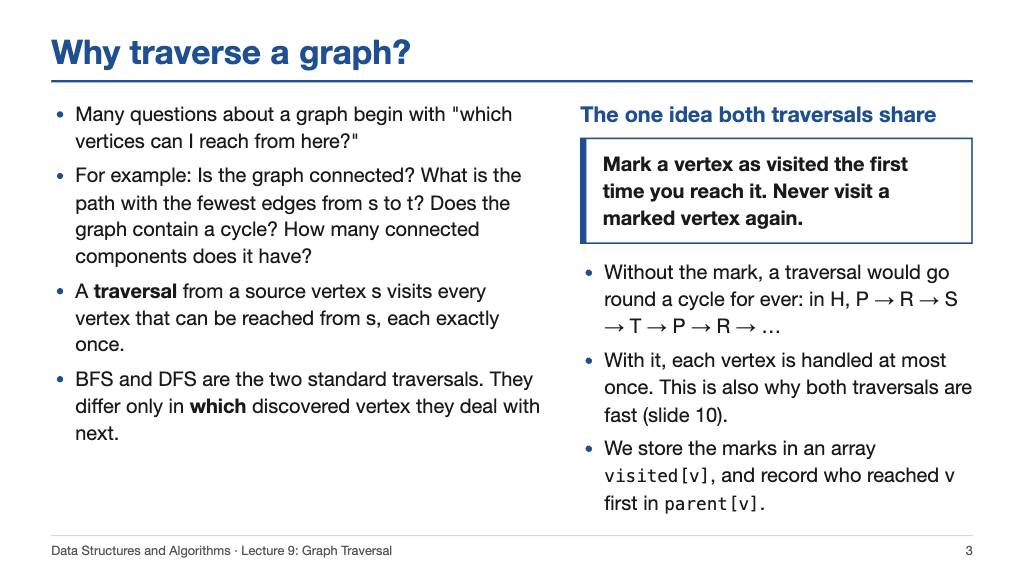 Why traverse a graph?
• Many questions about a graph begin with "which
vertices can I reach from here?"
• For example: Is the graph connected? What is the
path with the fewest edges from s to t? Does the
graph contain a cycle? How many connected
components does it have?
• A traversal from a source vertex s visits every
vertex that can be reached from s, each exactly
once.
• BFS and DFS are the two standard traversals. They
differ only in which discovered vertex they deal with
next.
The one idea both traversals share
Mark a vertex as visited the first
time you reach it. Never visit a
marked vertex again.
• Without the mark, a traversal would go
round a cycle for ever: in H, P → R → S
→ T → P → R → …
• With it, each vertex is handled at most
once. This is also why both traversals are
fast (slide 10).
• We store the marks in an array
visited[v], and record who reached v
first in parent[v].
Data Structures and Algorithms · Lecture 9: Graph Traversal
3